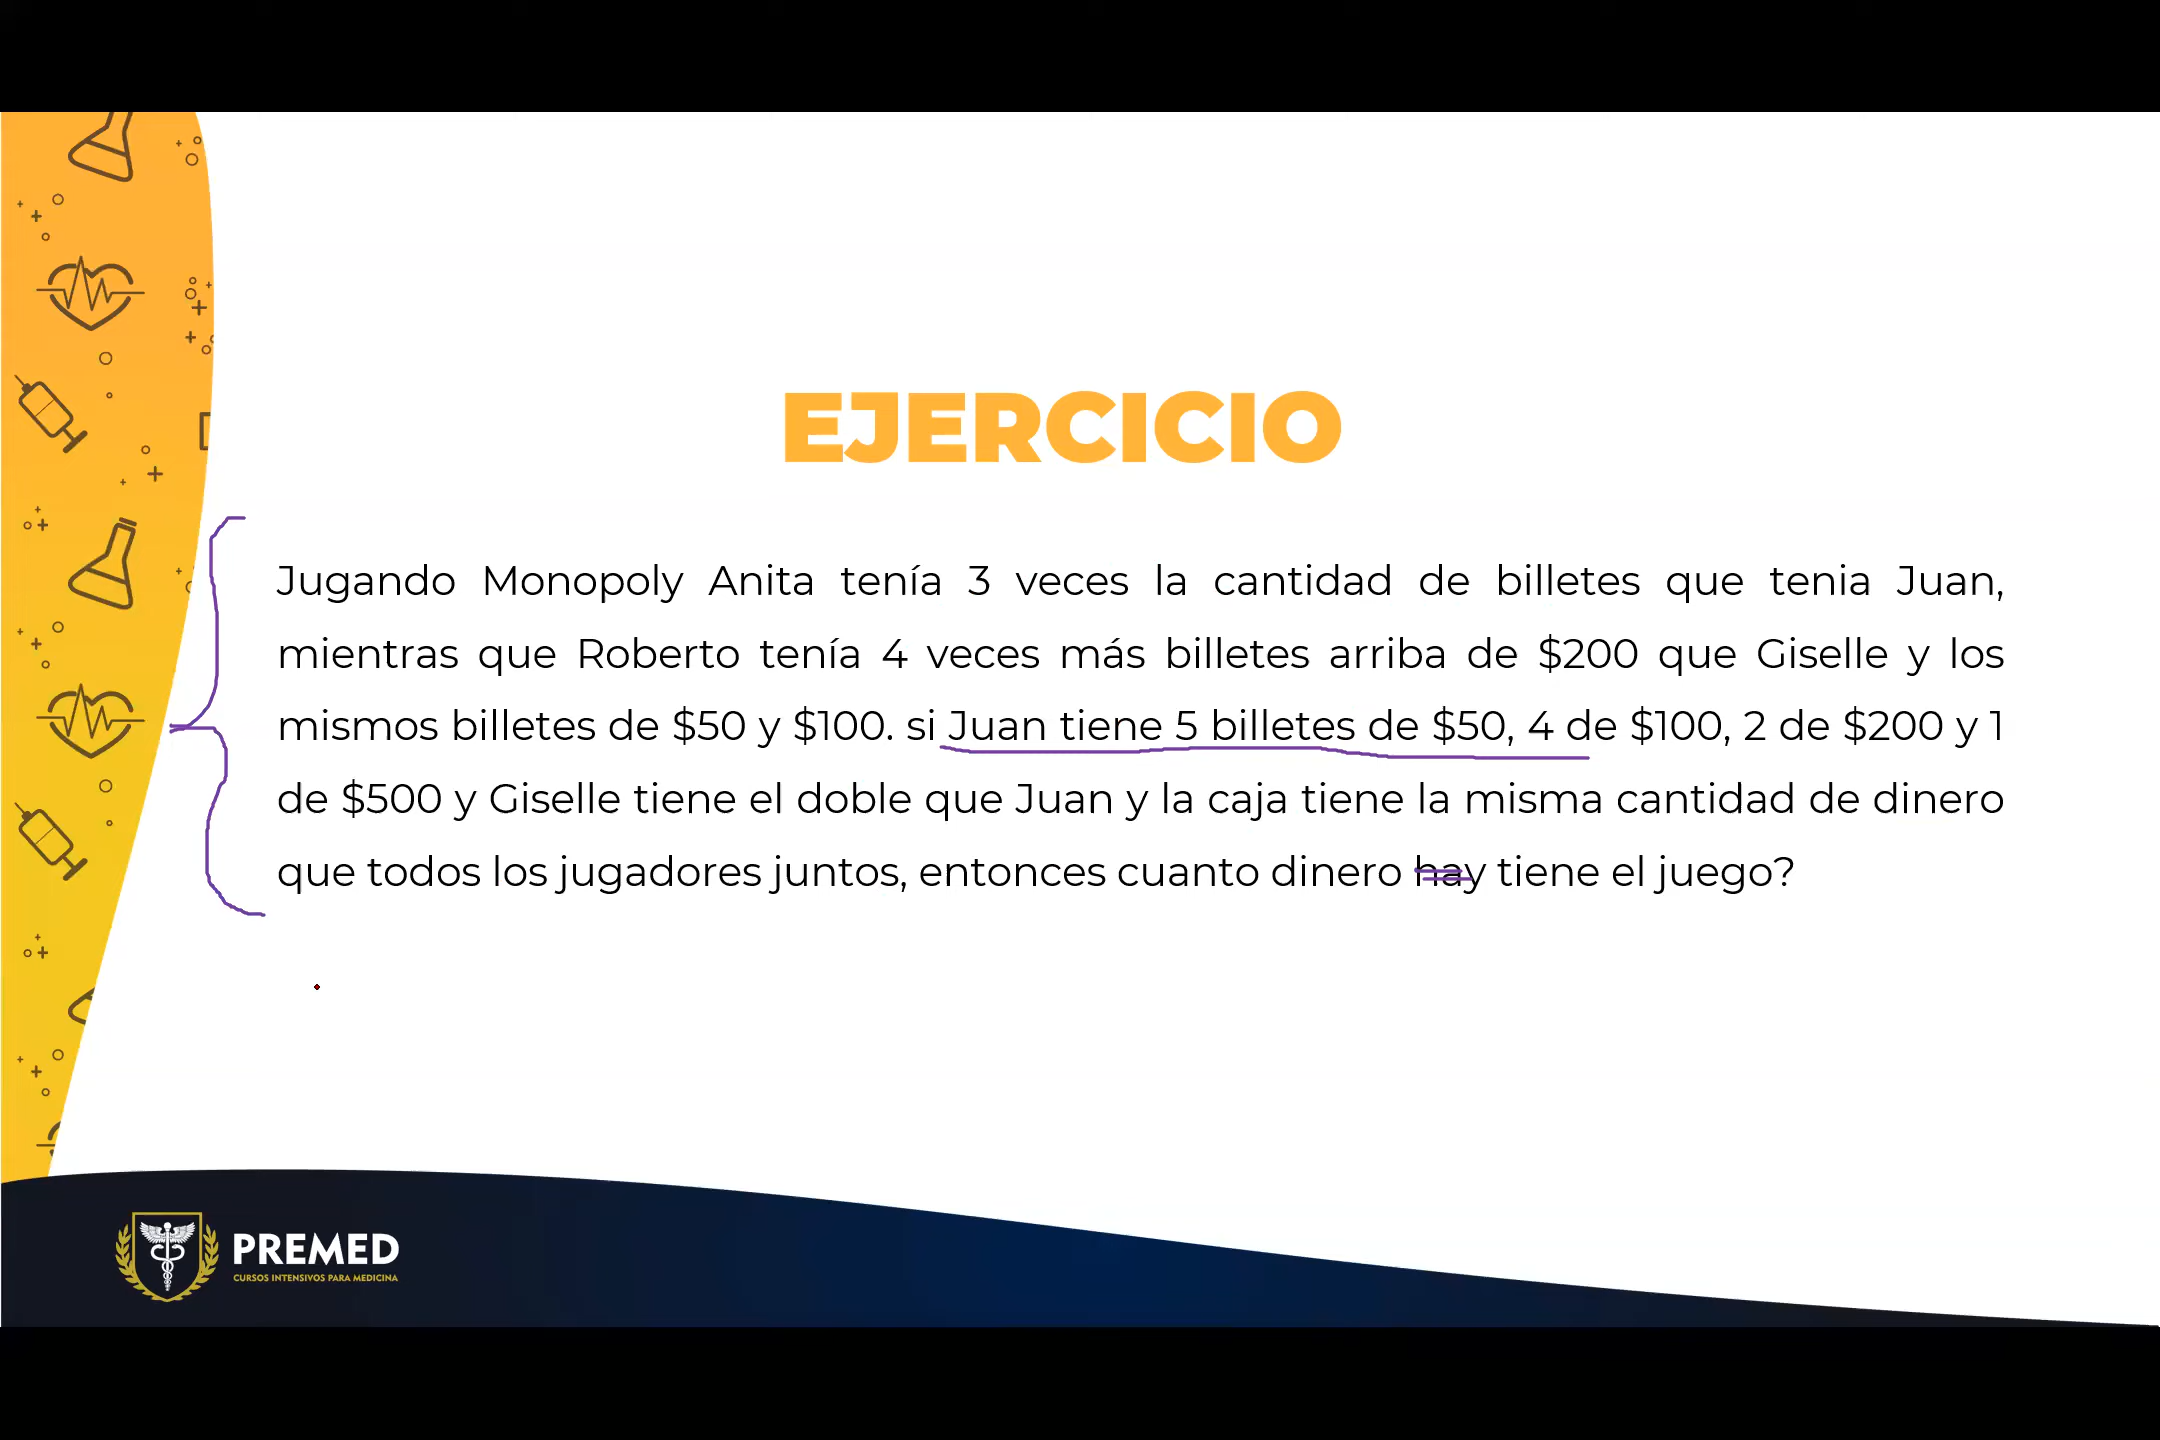 EJERCICIO
Jugando Monopoly Anita tenía 3 veces la cantidad de billetes que tenia Juan,
mientras que Roberto tenía 4 veces más billetes arriba de $200 que Giselle y los
mismos billetes de $50 y $100. si Juan tiene 5 billetes de $50, 4 de $100, 2 de $200 y 1
de $500 y Giselle tiene el doble que Juan y la caja tiene la misma cantidad de dinero
que todos los jugadores juntos, entonces cuanto dinero hay tiene el juego?
PREMED
CURSOS INTENSIVOS PARA MEDICINA